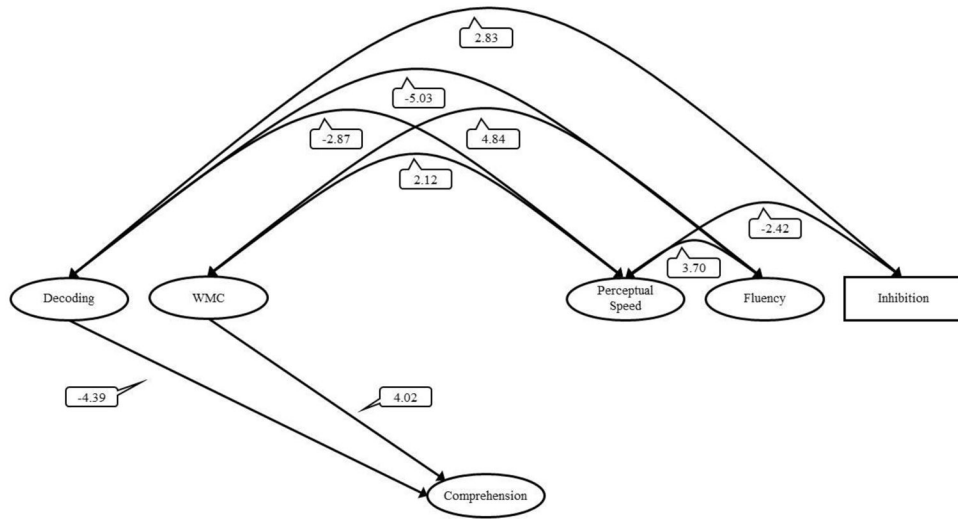 2.83
-5.03
-2.87
4.84
2.12
-2.42
3.70
Decoding
WMC
Perceptual
Speed
Fluency
Inhibition
-4.39
4.02
Comprehension